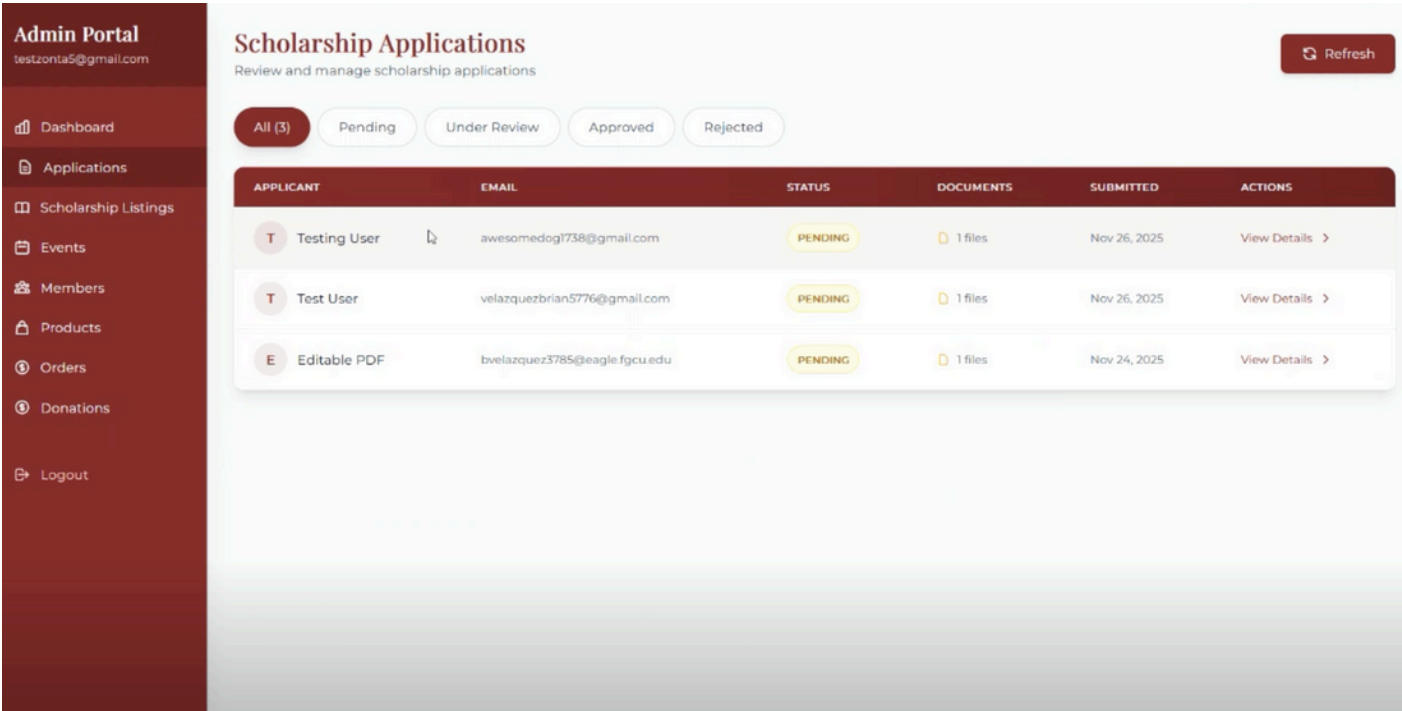 Admin Portal
testzonta5@gmail.com
Dashboard
Applications
Scholarship Listings
Events
Members
Products
Orders
Donations
Logout
Scholarship Applications
Review and manage scholarship applications
Refresh
All (3) Pending Under Review Approved Rejected
APPLICANT EMAIL STATUS DOCUMENTS SUBMITTED ACTIONS
T Testing User awesomedog1738@gmail.com PENDING 1 files Nov 26, 2025 View Details
T Test User velazquezbrian5776@gmail.com PENDING 1 files Nov 26, 2025 View Details
E Editable PDF bvelazquez3785@eagle.fgcu.edu PENDING 1 files Nov 24, 2025 View Details